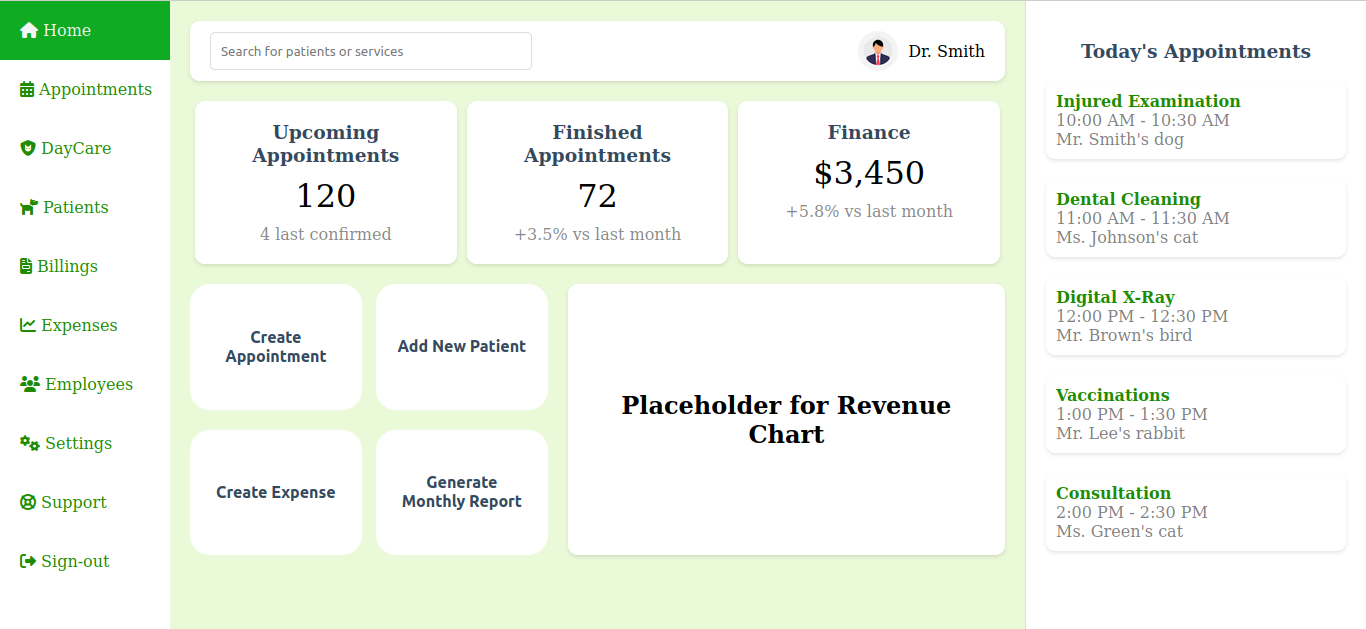 Home
Appointments
DayCare
Patients
Billings
Expenses
Employees
Settings
Support
Sign-out
Search for patients or services
Dr. Smith
Upcoming
Appointments
120
4 last confirmed
Finished
Appointments
72
+3.5% vs last month
Finance
$3,450
+5.8% vs last month
Create
Appointment
Add New Patient
Create Expense
Generate
Monthly Report
Placeholder for Revenue
Chart
Today's Appointments
Injured Examination
10:00 AM - 10:30 AM
Mr. Smith's dog
Dental Cleaning
11:00 AM - 11:30 AM
Ms. Johnson's cat
Digital X-Ray
12:00 PM - 12:30 PM
Mr. Brown's bird
Vaccinations
1:00 PM - 1:30 PM
Mr. Lee's rabbit
Consultation
2:00 PM - 2:30 PM
Ms. Green's cat